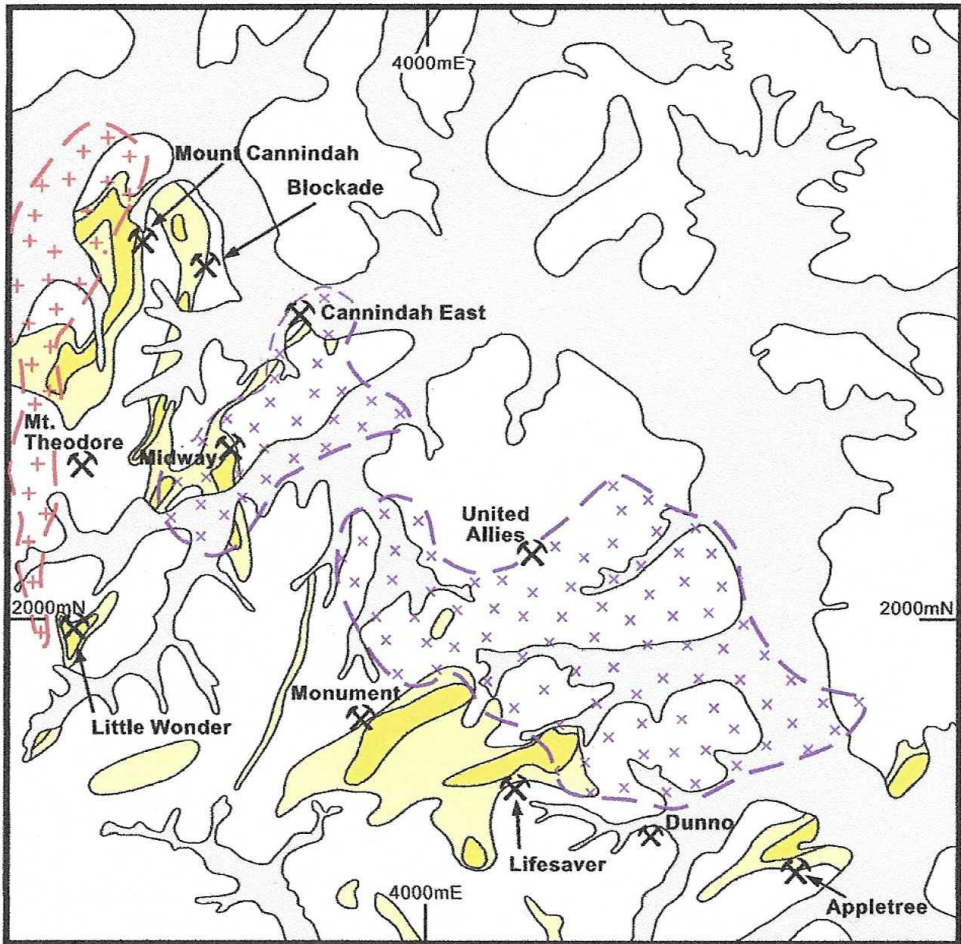 4000mE
Mount Cannindah
Blockade
Cannindah East
Mt.
Theodore
Midway
United
Allies
2000mN
2000mN
Monument
Little Wonder
Dunno
Lifesaver
4000mE
Appletree